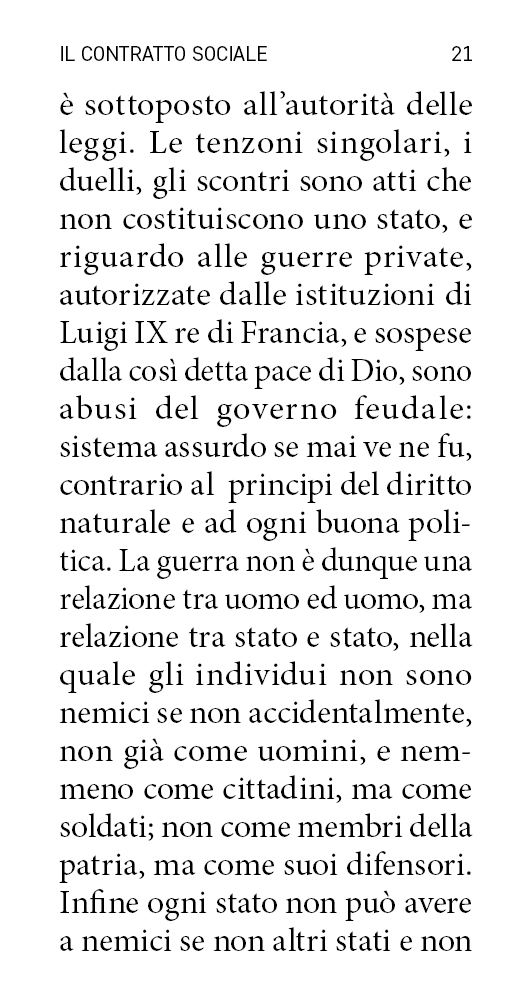 IL CONTRATTO SOCIALE 21
è sottoposto all’autorità delle
leggi. Le tenzoni singolari, i
duelli, gli scontri sono atti che
non costituiscono uno stato, e
riguardo alle guerre private,
autorizzate dalle istituzioni di
Luigi IX re di Francia, e sospese
dalla così detta pace di Dio, sono
abusi del governo feudale:
sistema assurdo se mai ve ne fu,
contrario al principi del diritto
naturale e ad ogni buona poli-
tica. La guerra non è dunque una
relazione tra uomo ed uomo, ma
relazione tra stato e stato, nella
quale gli individui non sono
nemici se non accidentalmente,
non già come uomini, e nem-
meno come cittadini, ma come
soldati; non come membri della
patria, ma come suoi difensori.
Infine ogni stato non può avere
a nemici se non altri stati e non